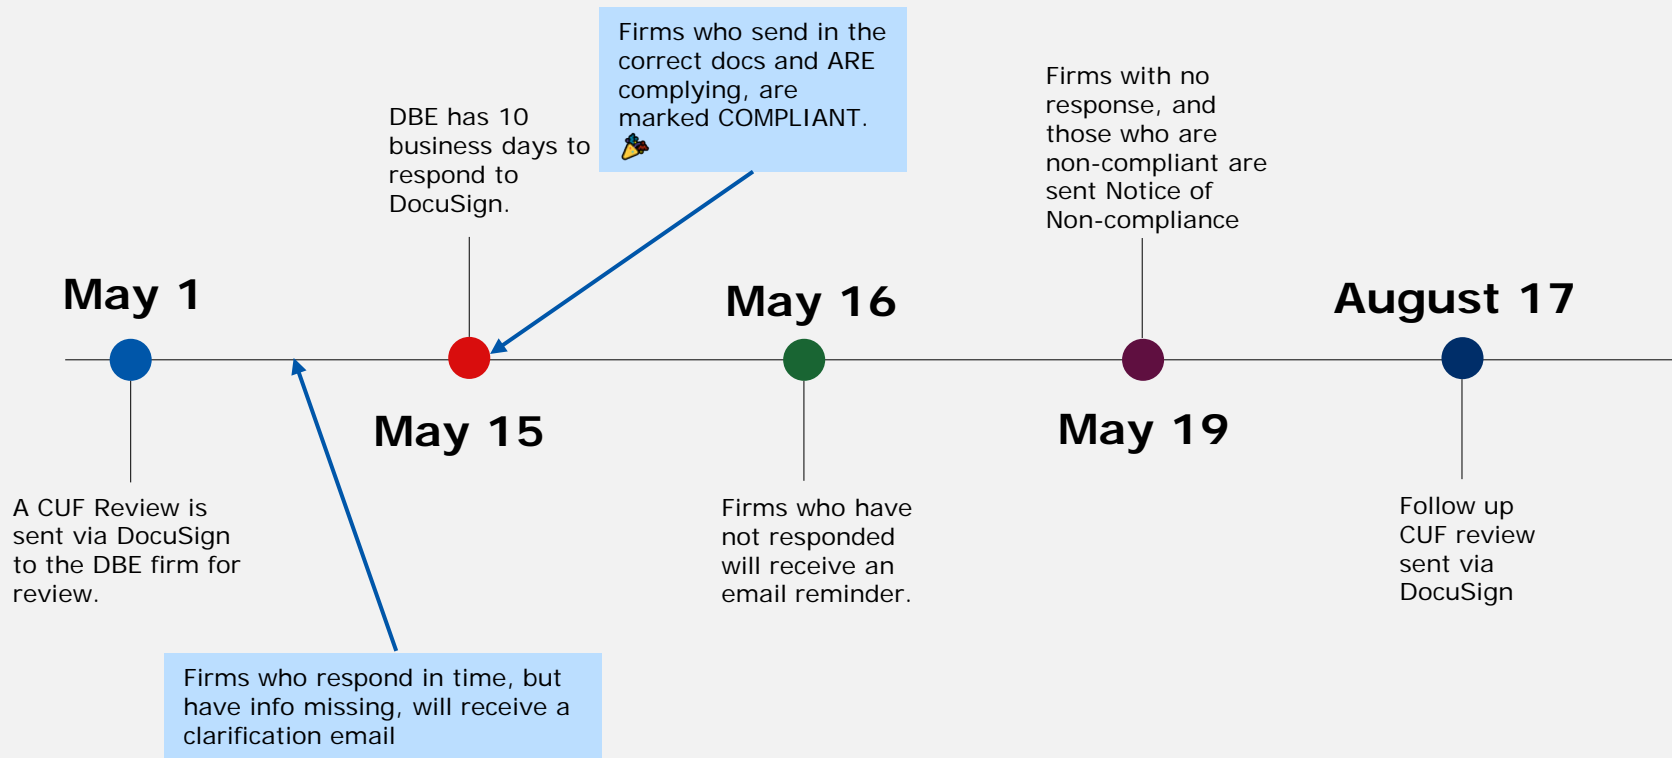 Firms who send in the
correct docs and ARE
complying, are
marked COMPLIANT.
DBE has 10
business days to
respond to
DocuSign.
Firms with no
response, and
those who are
non-compliant are
sent Notice of
Non-compliance
May 1
May 16
August 17
May 15
May 19
A CUF Review is
sent via DocuSign
to the DBE firm for
review.
Firms who have
not responded
will receive an
email reminder.
Follow up
CUF review
sent via
DocuSign
Firms who respond in time, but
have info missing, will receive a
clarification email